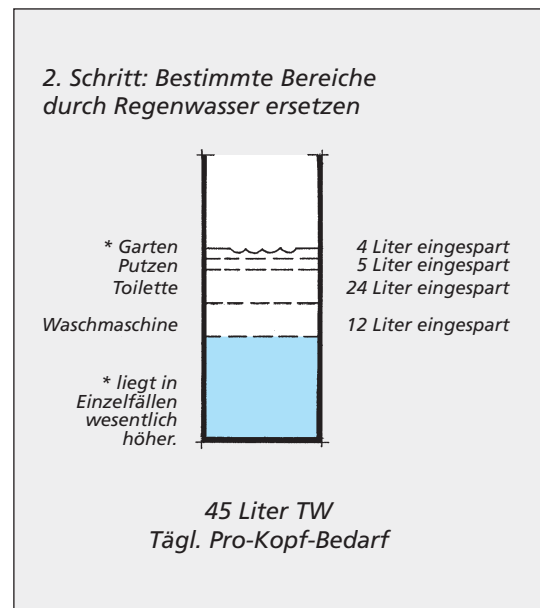 2. Schritt: Bestimmte Bereiche
durch Regenwasser ersetzen
* Garten 4 Liter eingespart
Putzen 5 Liter eingespart
Toilette 24 Liter eingespart
Waschmaschine 12 Liter eingespart
* liegt in
Einzelfällen
wesentlich
höher.
45 Liter TW
Tägl. Pro-Kopf-Bedarf